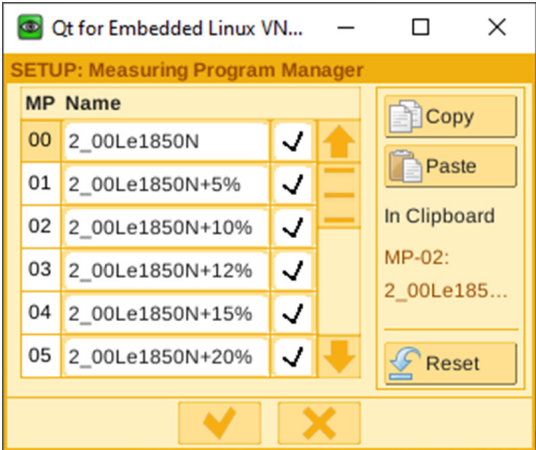 Qt for Embedded Linux VN...
SETUP: Measuring Program Manager
MP Name
00 2_00Le1850N
01 2_00Le1850N+5%
02 2_00Le1850N+10%
03 2_00Le1850N+12%
04 2_00Le1850N+15%
05 2_00Le1850N+20%
Copy
Paste
In Clipboard
MP-02:
2_00Le185...
Reset